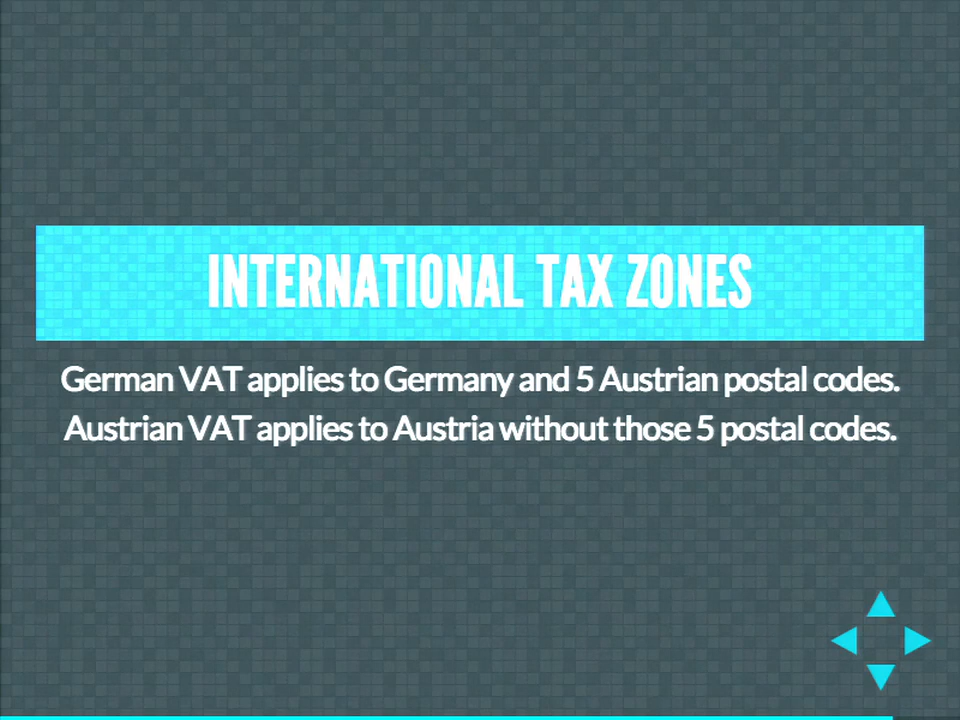 INTERNATIONAL TAX ZONES
German VAT applies to Germany and 5 Austrian postal codes.
Austrian VAT applies to Austria without those 5 postal codes.